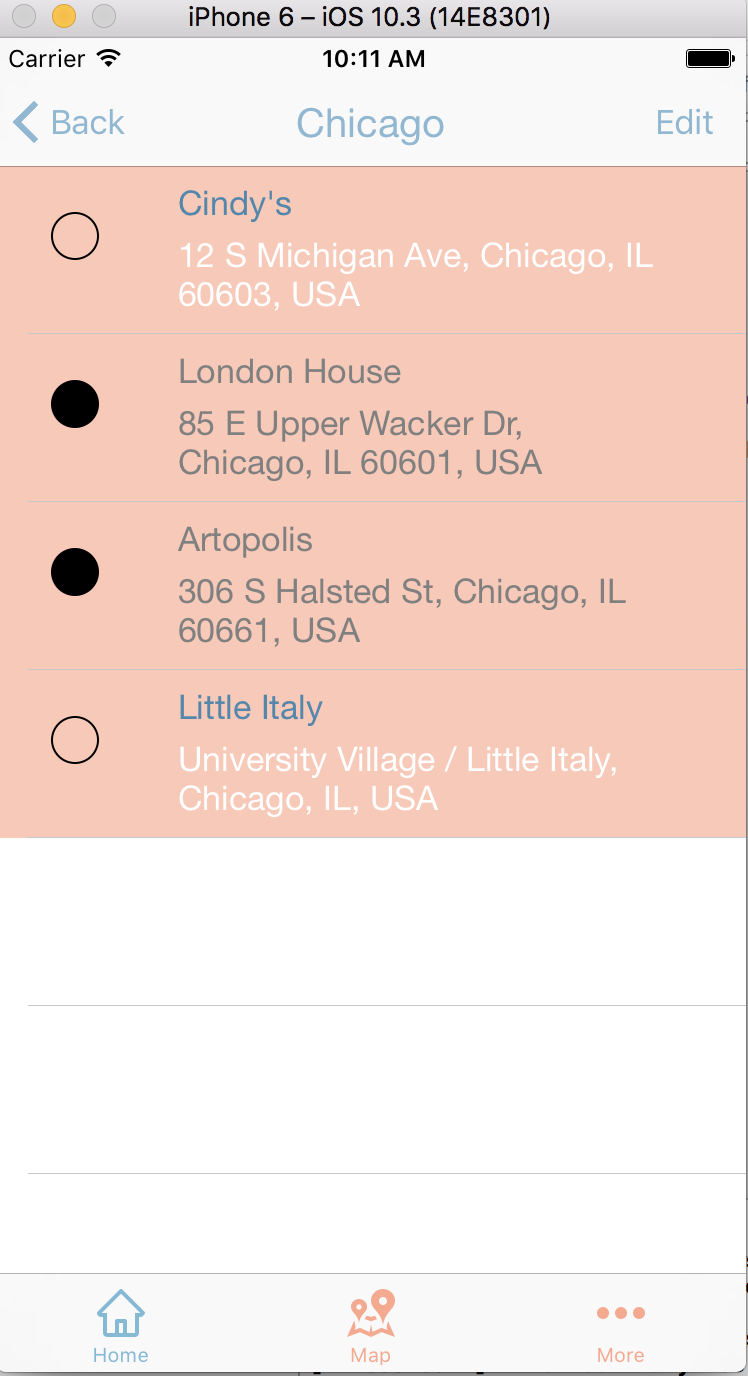 iPhone 6 – iOS 10.3 (14E8301)
Carrier 10:11 AM
Back Chicago Edit
Cindy's
12 S Michigan Ave, Chicago, IL
60603, USA
London House
85 E Upper Wacker Dr,
Chicago, IL 60601, USA
Artopolis
306 S Halsted St, Chicago, IL
60661, USA
Little Italy
University Village / Little Italy,
Chicago, IL, USA
Home Map More